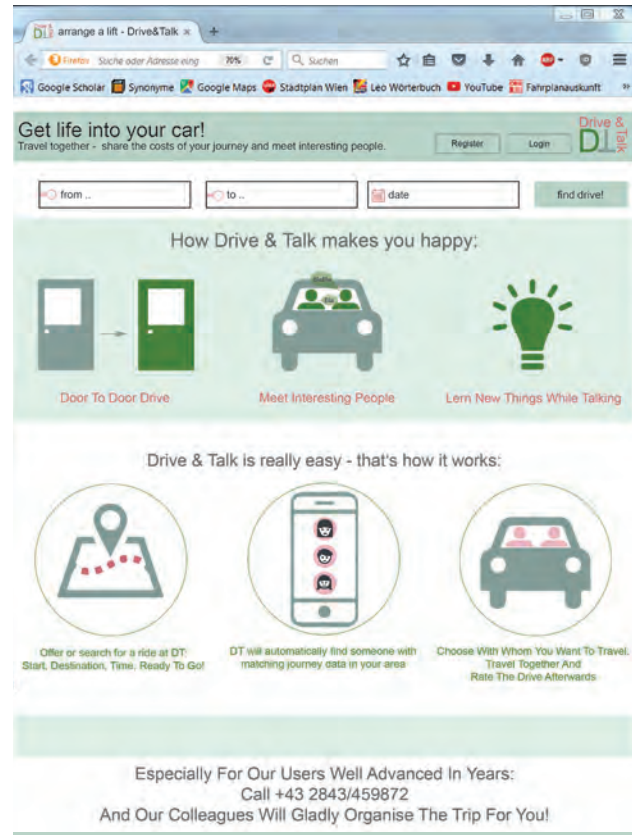 arrange a lift - Drive&Talk × +
Firefox Suche oder Adresse eing 70% Suchen
Google Scholar Synonyme Google Maps Stadtplan Wien Leo Wörterbuch YouTube Fahrplanauskunft »
Get life into your car!
Travel together - share the costs of your journey and meet interesting people.
Register Login
Drive &
Talk
DT
from ..
to ..
date
find drive!
How Drive & Talk makes you happy:
Door To Door Drive
Meet Interesting People
Lern New Things While Talking
Drive & Talk is really easy - that's how it works:
Offer or search for a ride at DT:
Start, Destination, Time. Ready To Go!
DT will automatically find someone with
matching journey data in your area
Choose With Whom You Want To Travel.
Travel Together And
Rate The Drive Afterwards
Especially For Our Users Well Advanced In Years:
Call +43 2843/459872
And Our Colleagues Will Gladly Organise The Trip For You!